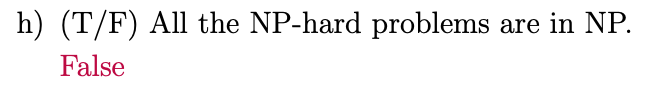 h) (T/F) All the NP-hard problems are in NP.
False